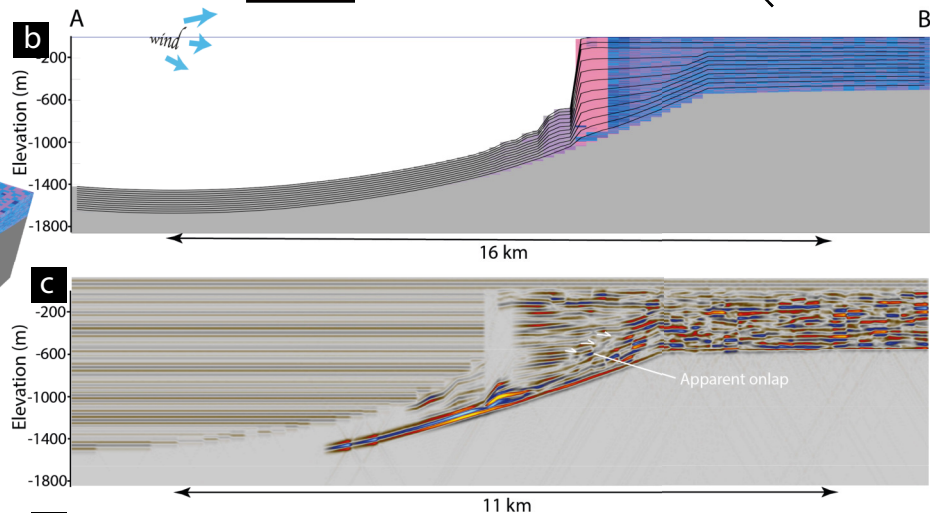 A
B
b
wind
Elevation (m)
-200
-600
-1000
-1400
-1800
16 km
c
Elevation (m)
-200
-600
-1000
-1400
-1800
Apparent onlap
11 km